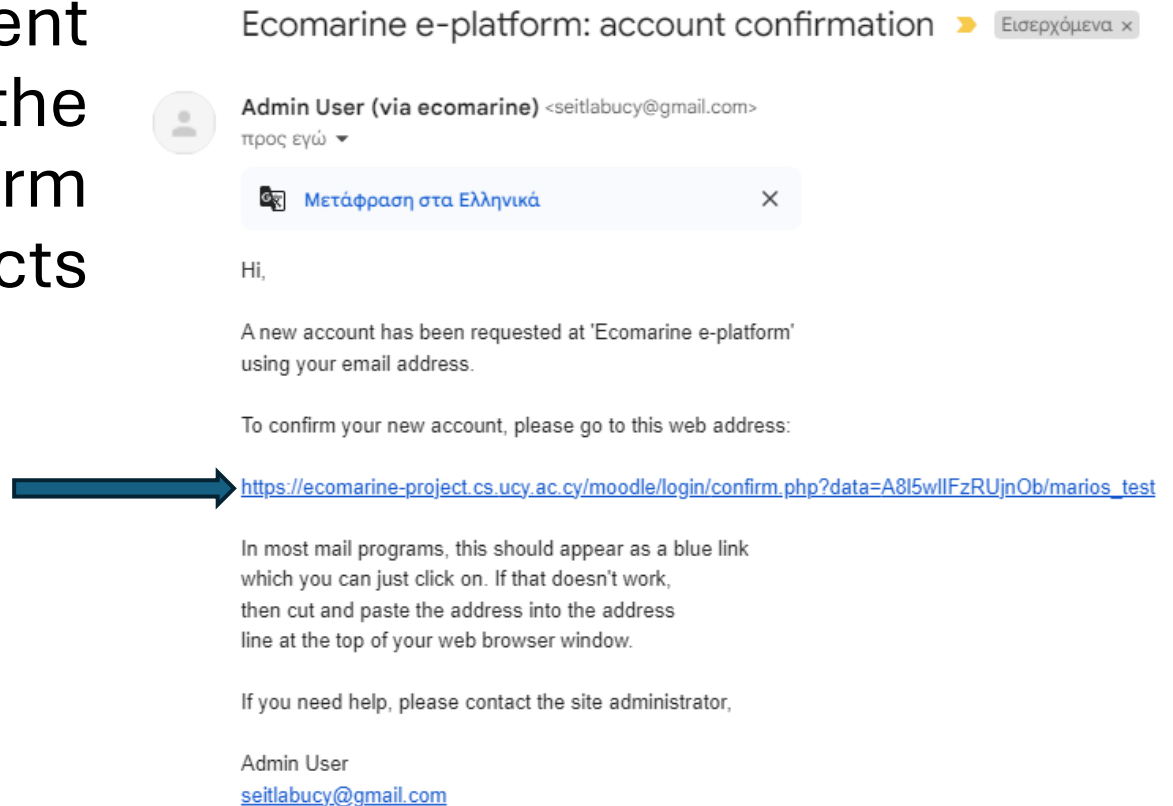 ent
the
rm
cts
Ecomarine e-platform: account confirmation
Εισερχόμενα ×
Admin User (via ecomarine) <seitlabucy@gmail.com>
προς εγώ
Μετάφραση στα Ελληνικά
Hi,
A new account has been requested at 'Ecomarine e-platform'
using your email address.
To confirm your new account, please go to this web address:
https://ecomarine-project.cs.ucy.ac.cy/moodle/login/confirm.php?data=A8I5wIIFzRUjnOb/marios_test
In most mail programs, this should appear as a blue link
which you can just click on. If that doesn't work,
then cut and paste the address into the address
line at the top of your web browser window.
If you need help, please contact the site administrator,
Admin User
seitlabucy@gmail.com